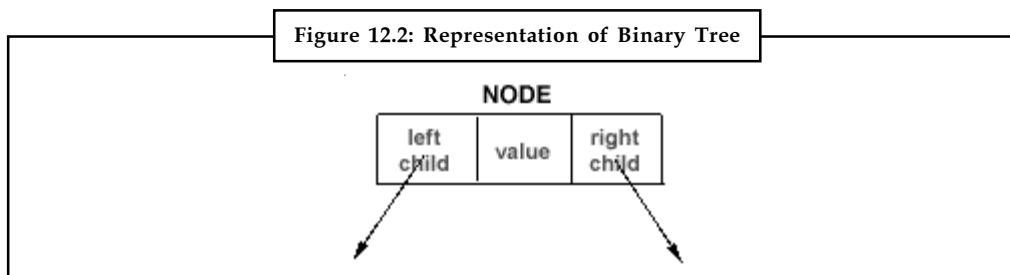 Figure 12.2: Representation of Binary Tree
NODE
left
child
value
right
child